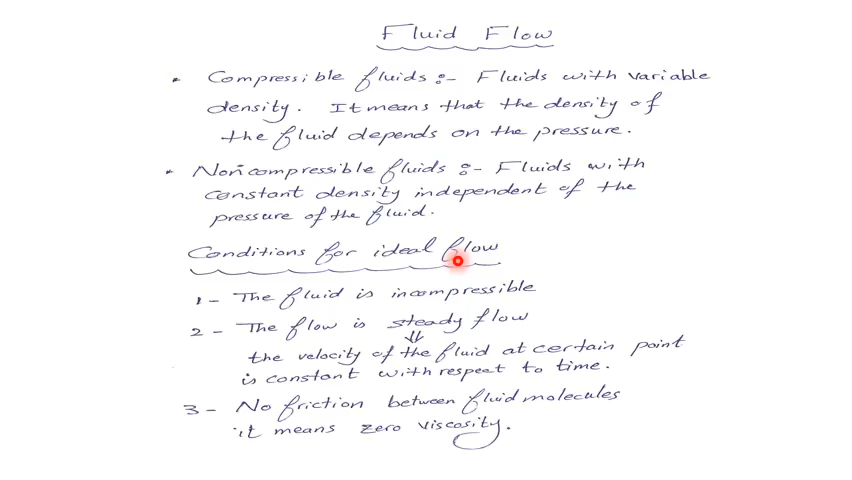 Fluid Flow
• Compressible fluids :- Fluids with variable
density. It means that the density of
the fluid depends on the pressure.
• Noncompressible fluids :- Fluids with
constant density independent of the
pressure of the fluid.
Conditions for ideal flow
1- The fluid is incompressible
2- The flow is steady flow
⇓
the velocity of the fluid at certain point
is constant with respect to time.
3- No friction between fluid molecules
it means zero viscosity.